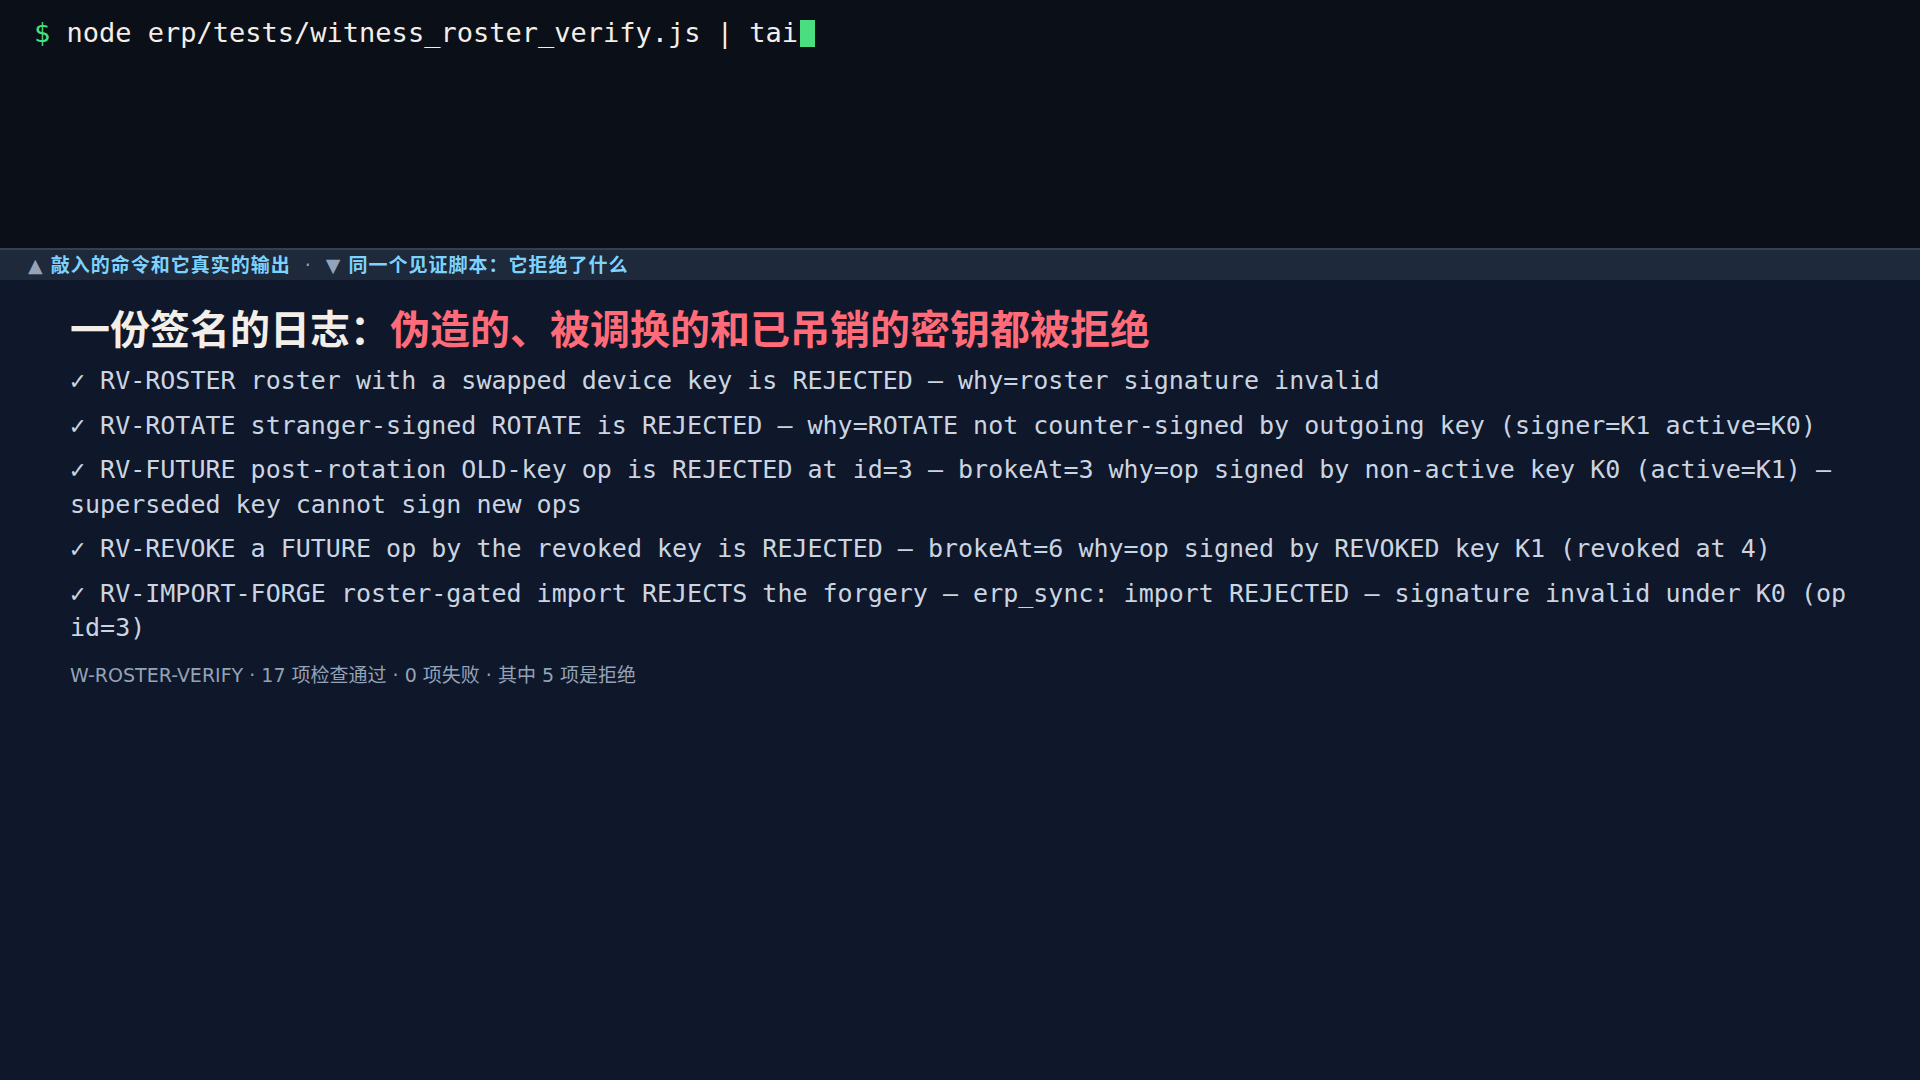 $ node erp/tests/witness_roster_verify.js | tai
▲ 敲入的命令和它真实的输出 · ▼ 同一个见证脚本：它拒绝了什么
一份签名的日志：伪造的、被调换的和已吊销的密钥都被拒绝
✓ RV-ROSTER roster with a swapped device key is REJECTED — why=roster signature invalid
✓ RV-ROTATE stranger-signed ROTATE is REJECTED — why=ROTATE not counter-signed by outgoing key (signer=K1 active=K0)
✓ RV-FUTURE post-rotation OLD-key op is REJECTED at id=3 — brokeAt=3 why=op signed by non-active key K0 (active=K1) —
superseded key cannot sign new ops
✓ RV-REVOKE a FUTURE op by the revoked key is REJECTED — brokeAt=6 why=op signed by REVOKED key K1 (revoked at 4)
✓ RV-IMPORT-FORGE roster-gated import REJECTS the forgery — erp_sync: import REJECTED — signature invalid under K0 (op
id=3)
W-ROSTER-VERIFY · 17 项检查通过 · 0 项失败 · 其中 5 项是拒绝